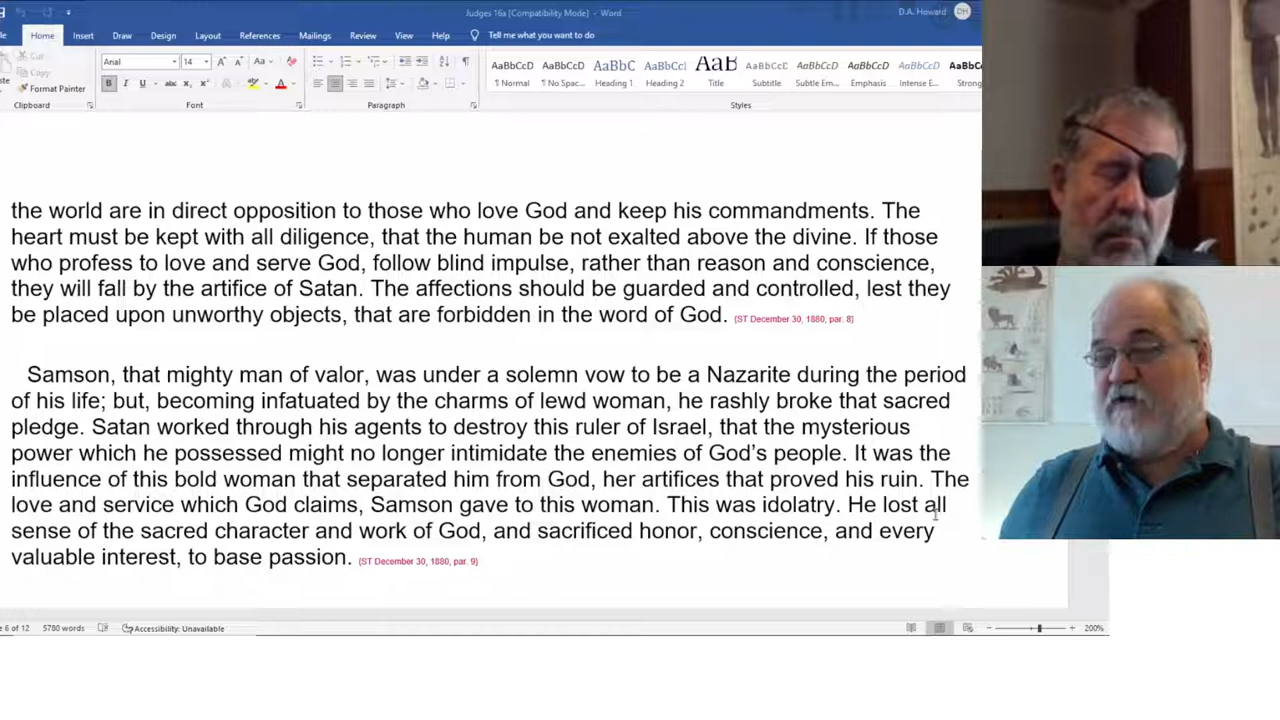 Judges 16a [Compatibility Mode] - Word
D.A. Howard DH
Home Insert Draw Design Layout References Mailings Review View Help Tell me what you want to do
Cut
Copy
Format Painter
Clipboard
Arial 14
Font
Paragraph
AaBbCcD AaBbCcD AaBbC AaBbCcl AaB AaBbCcD AaBbCcD AaBbCcD AaBbCcD AaBbCc
¶ Normal ¶ No Spac... Heading 1 Heading 2 Title Subtitle Subtle Em... Emphasis Intense E... Strong
Styles
the world are in direct opposition to those who love God and keep his commandments. The
heart must be kept with all diligence, that the human be not exalted above the divine. If those
who profess to love and serve God, follow blind impulse, rather than reason and conscience,
they will fall by the artifice of Satan. The affections should be guarded and controlled, lest they
be placed upon unworthy objects, that are forbidden in the word of God. {ST December 30, 1880, par. 8}
Samson, that mighty man of valor, was under a solemn vow to be a Nazarite during the period
of his life; but, becoming infatuated by the charms of lewd woman, he rashly broke that sacred
pledge. Satan worked through his agents to destroy this ruler of Israel, that the mysterious
power which he possessed might no longer intimidate the enemies of God's people. It was the
influence of this bold woman that separated him from God, her artifices that proved his ruin. The
love and service which God claims, Samson gave to this woman. This was idolatry. He lost all
sense of the sacred character and work of God, and sacrificed honor, conscience, and every
valuable interest, to base passion. {ST December 30, 1880, par. 9}
6 of 12 5780 words Accessibility: Unavailable 200%